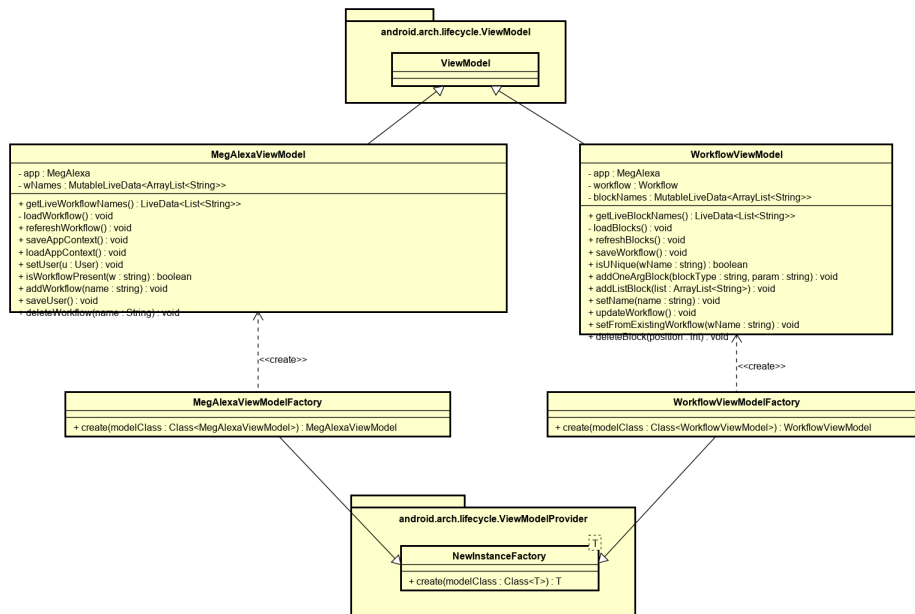 android.arch.lifecycle.ViewModel
ViewModel
MegAlexaViewModel
- app : MegAlexa
- wNames : MutableLiveData<ArrayList<String>>
+ getLiveWorkflowNames() : LiveData<List<String>>
- loadWorkflow() : void
+ refereshWorkflow() : void
+ saveAppContext() : void
+ loadAppContext() : void
+ setUser(u : User) : void
+ isWorkflowPresent(w : string) : boolean
+ addWorkflow(name : string) : void
+ saveUser() : void
+ deleteWorkflow(name : String) : void
WorkflowViewModel
- app : MegAlexa
- workflow : Workflow
- blockNames : MutableLiveData<ArrayList<String>>
+ getLiveBlockNames() : LiveData<List<String>>
- loadBlocks() : void
+ refreshBlocks() : void
+ saveWorkflow() : void
+ isUNique(wName : string) : boolean
+ addOneArgBlock(blockType : string, param : string) : void
+ addListBlock(list : ArrayList<String>) : void
+ setName(name : string) : void
+ updateWorkflow() : void
+ setFromExistingWorkflow(wName : string) : void
+ deleteBlock(position : int) : void
<<create>>
<<create>>
MegAlexaViewModelFactory
+ create(modelClass : Class<MegAlexaViewModel>) : MegAlexaViewModel
WorkflowViewModelFactory
+ create(modelClass : Class<WorkflowViewModel>) : WorkflowViewModel
android.arch.lifecycle.ViewModelProvider
T
NewInstanceFactory
+ create(modelClass : Class<T>) : T